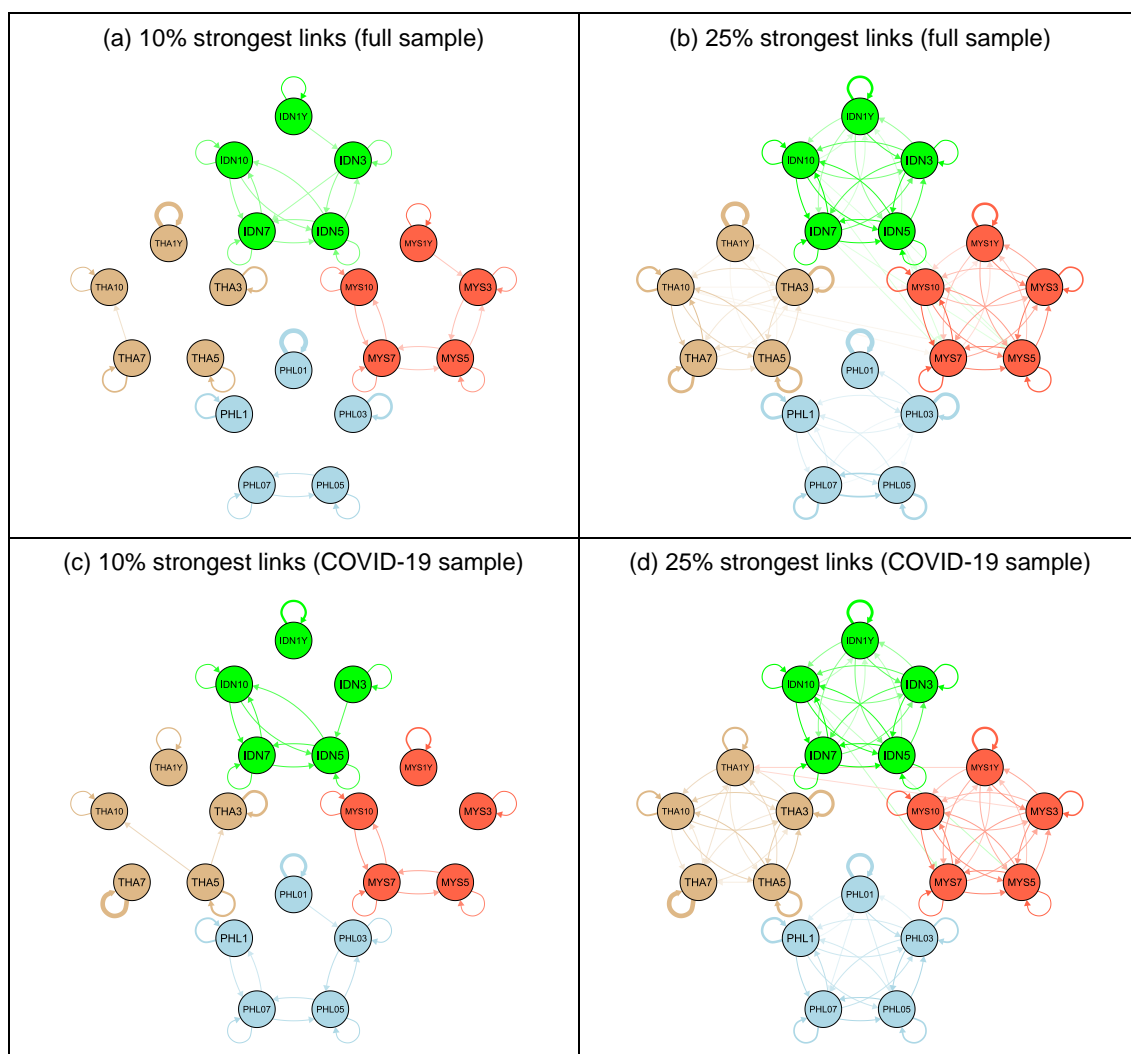 (a) 10% strongest links (full sample)
IDN1Y
IDN10
IDN3
IDN7
IDN5
THA1Y
MYS1Y
THA10
THA3
MYS10
MYS3
THA7
THA5
MYS7
MYS5
PHL01
PHL1
PHL03
PHL07
PHL05
(b) 25% strongest links (full sample)
IDN1Y
IDN10
IDN3
IDN7
IDN5
THA1Y
MYS1Y
THA10
THA3
MYS10
MYS3
THA7
THA5
MYS7
MYS5
PHL01
PHL1
PHL03
PHL07
PHL05
(c) 10% strongest links (COVID-19 sample)
IDN1Y
IDN10
IDN3
IDN7
IDN5
THA1Y
MYS1Y
THA10
THA3
MYS10
MYS3
THA7
THA5
MYS7
MYS5
PHL01
PHL1
PHL03
PHL07
PHL05
(d) 25% strongest links (COVID-19 sample)
IDN1Y
IDN10
IDN3
IDN7
IDN5
THA1Y
MYS1Y
THA10
THA3
MYS10
MYS3
THA7
THA5
MYS7
MYS5
PHL01
PHL1
PHL03
PHL07
PHL05